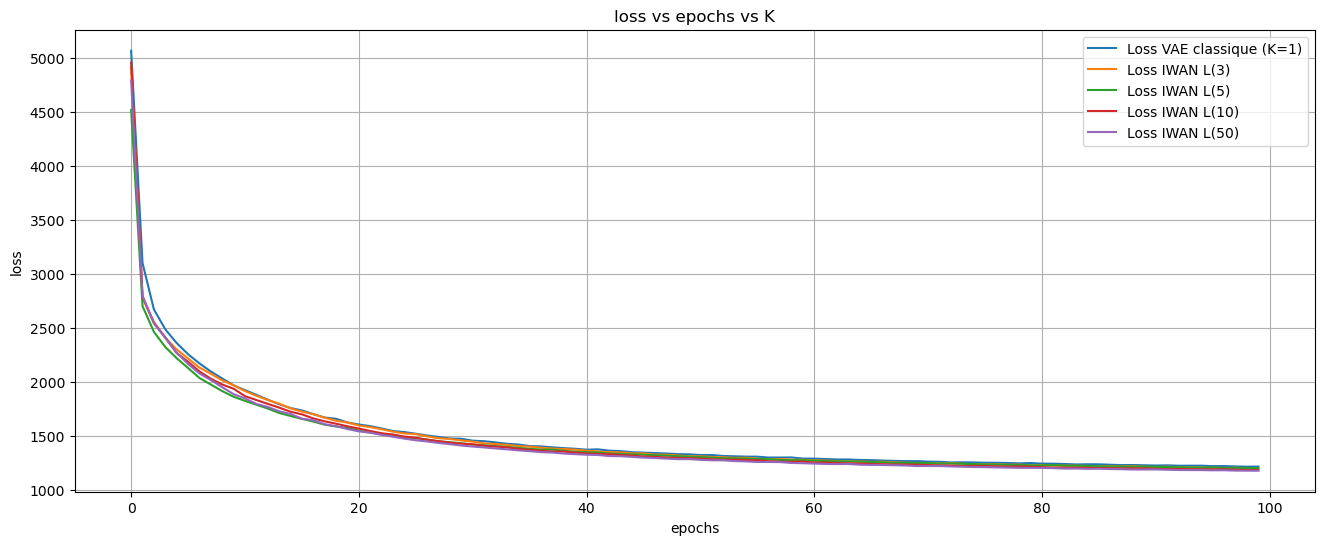 loss vs epochs vs K
Loss VAE classique (K=1)
Loss IWAN L(3)
Loss IWAN L(5)
Loss IWAN L(10)
Loss IWAN L(50)
loss
5000
4500
4000
3500
3000
2500
2000
1500
1000
0 20 40 60 80 100
epochs